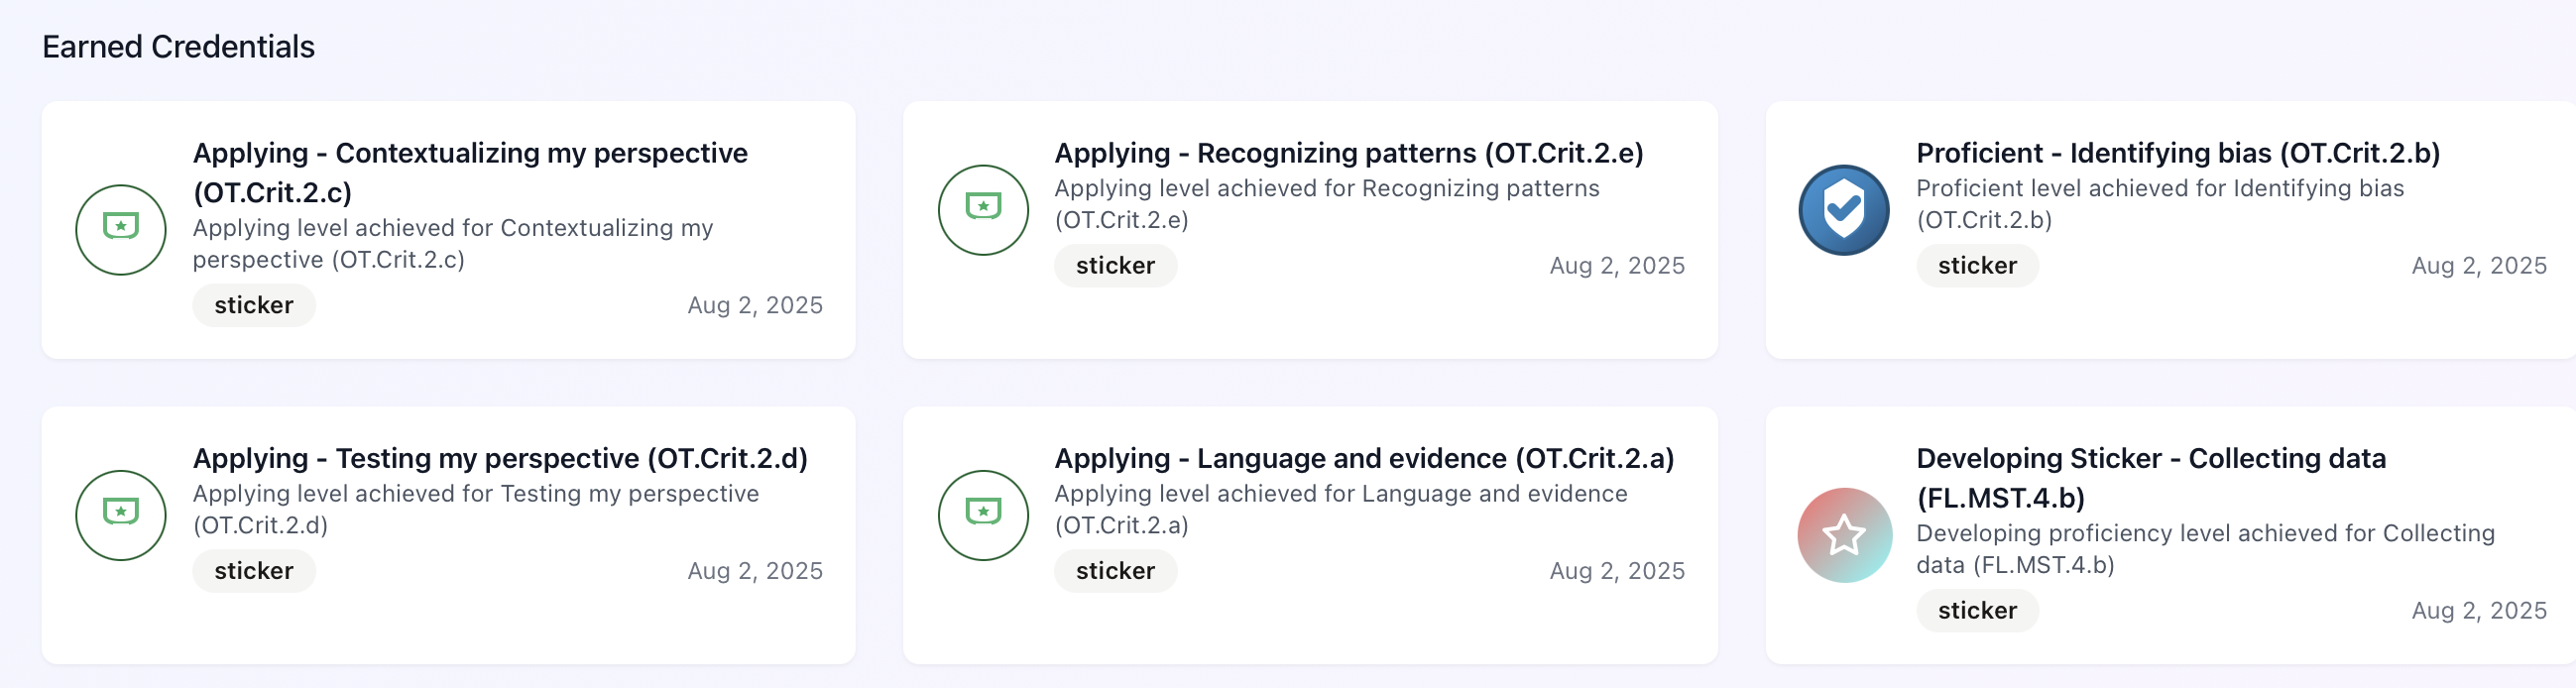 Earned Credentials
Applying - Contextualizing my perspective
(OT.Crit.2.c)
Applying level achieved for Contextualizing my
perspective (OT.Crit.2.c)
sticker
Aug 2, 2025
Applying - Recognizing patterns (OT.Crit.2.e)
Applying level achieved for Recognizing patterns
(OT.Crit.2.e)
sticker
Aug 2, 2025
Proficient - Identifying bias (OT.Crit.2.b)
Proficient level achieved for Identifying bias
(OT.Crit.2.b)
sticker
Aug 2, 2025
Applying - Testing my perspective (OT.Crit.2.d)
Applying level achieved for Testing my perspective
(OT.Crit.2.d)
sticker
Aug 2, 2025
Applying - Language and evidence (OT.Crit.2.a)
Applying level achieved for Language and evidence
(OT.Crit.2.a)
sticker
Aug 2, 2025
Developing Sticker - Collecting data
(FL.MST.4.b)
Developing proficiency level achieved for Collecting
data (FL.MST.4.b)
sticker
Aug 2, 2025